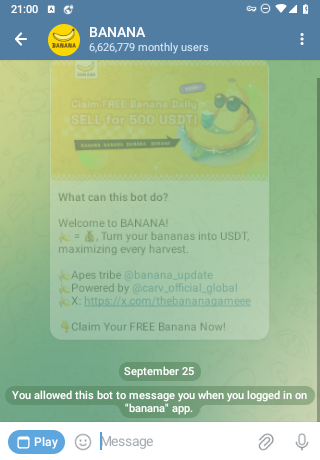 21:00
BANANA
6,626,779 monthly users
BANANA
Claim FREE Banana Daily
SELL for 500 USDT!
What can this bot do?
Welcome to BANANA!
🍌 = 💰, Turn your bananas into USDT,
maximizing every harvest.
🍌Apes tribe @banana_update
🍌Powered by @carv_official_global
🍌X: https://x.com/thebananagameee
👇Claim Your FREE Banana Now!
September 25
You allowed this bot to message you when you logged in on
"banana" app.
Play
Message